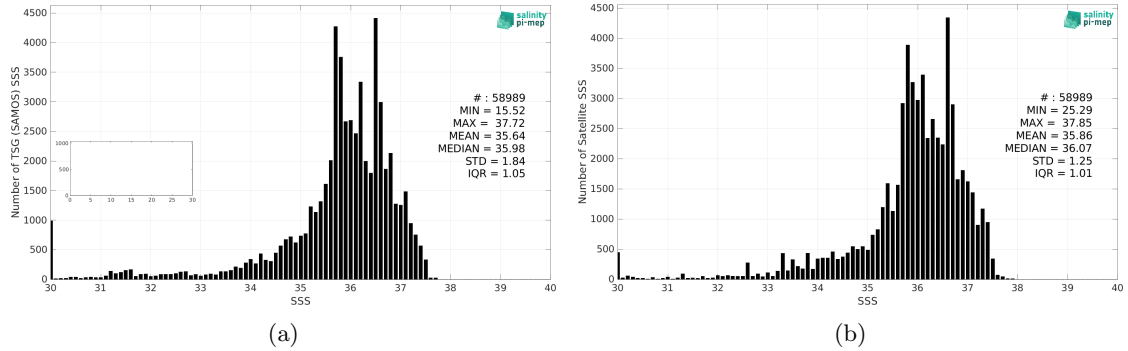 salinity
pi-mep
4500
4000
3500
3000
2500
2000
1500
1000
500
0
Number of TSG (SAMOS) SSS
# : 58989
MIN = 15.52
MAX = 37.72
MEAN = 35.64
MEDIAN = 35.98
STD = 1.84
IQR = 1.05
1000
500
0
0 5 10 15 20 25 30
30 31 32 33 34 35 36 37 38 39 40
SSS
(a)
salinity
pi-mep
4500
4000
3500
3000
2500
2000
1500
1000
500
0
Number of Satellite SSS
# : 58989
MIN = 25.29
MAX = 37.85
MEAN = 35.86
MEDIAN = 36.07
STD = 1.25
IQR = 1.01
30 31 32 33 34 35 36 37 38 39 40
SSS
(b)